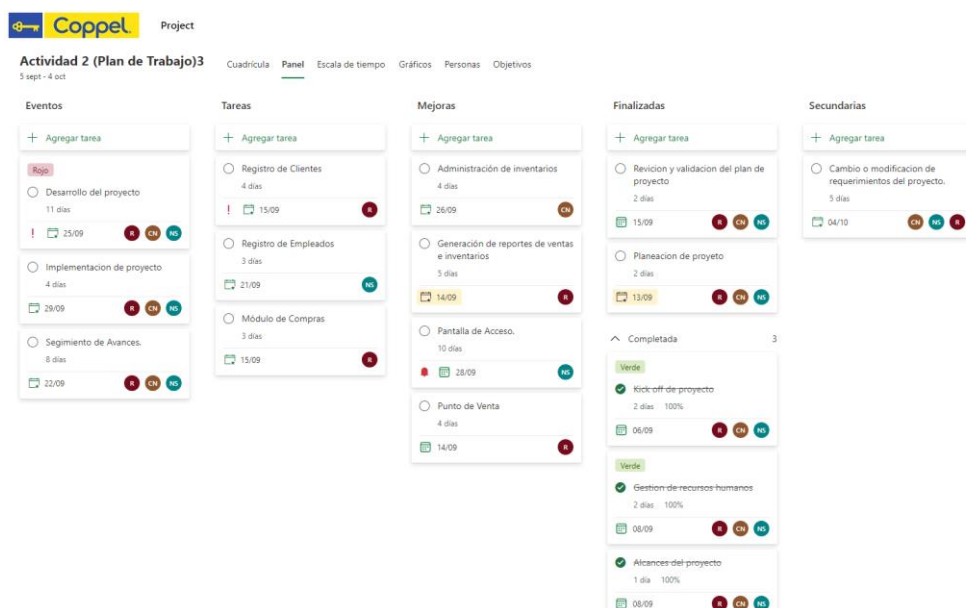 Coppel.
Project
Actividad 2 (Plan de Trabajo)3
5 sept - 4 oct
Cuadrícula Panel Escala de tiempo Gráficos Personas Objetivos
Eventos
+ Agregar tarea
Rojo
Desarrollo del proyecto
11 días
! 25/09 R CN NS
Implementacion de proyecto
4 días
29/09 R CN NS
Segimiento de Avances.
8 días
22/09 R CN NS
Tareas
+ Agregar tarea
Registro de Clientes
4 días
! 15/09 R
Registro de Empleados
3 días
21/09 NS
Módulo de Compras
3 días
15/09 R
Mejoras
+ Agregar tarea
Administración de inventarios
4 días
26/09 CN
Generación de reportes de ventas
e inventarios
5 días
14/09 R
Pantalla de Acceso.
10 días
28/09 NS
Punto de Venta
4 días
14/09 R
Finalizadas
+ Agregar tarea
Revicion y validacion del plan de
proyecto
2 días
15/09 R CN NS
Planeacion de proyeto
2 días
13/09 R CN NS
Completada 3
Verde
Kick off de proyecto
2 días 100%
06/09 R CN NS
Verde
Gestion de recursos humanos
2 días 100%
08/09 R CN NS
Alcances del proyecto
1 día 100%
08/09 R CN NS
Secundarias
+ Agregar tarea
Cambio o modificacion de
requerimientos del proyecto.
5 días
04/10 CN NS R